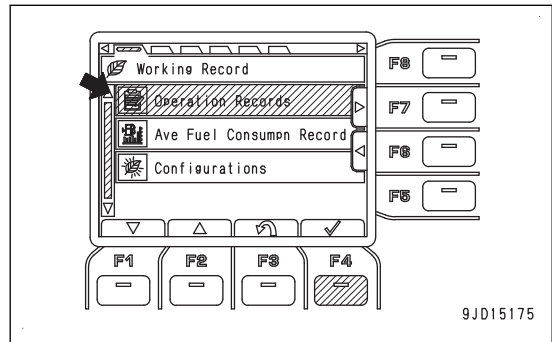 Working Record
Operation Records
Ave Fuel Consumpn Record
Configurations
F8
F7
F6
F5
F1
F2
F3
F4
9JD15175